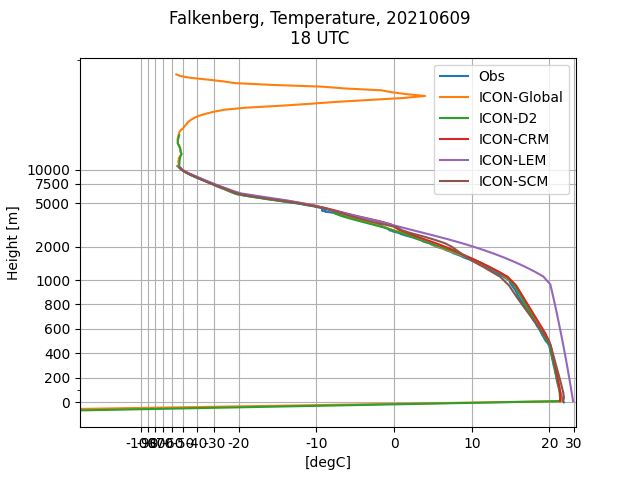 Falkenberg, Temperature, 20210609
18 UTC
Obs
ICON-Global
ICON-D2
ICON-CRM
ICON-LEM
ICON-SCM
10000
7500
5000
2000
1000
800
600
400
200
0
Height [m]
-40 -30 -20 -10 0 10 20 30
[degC]